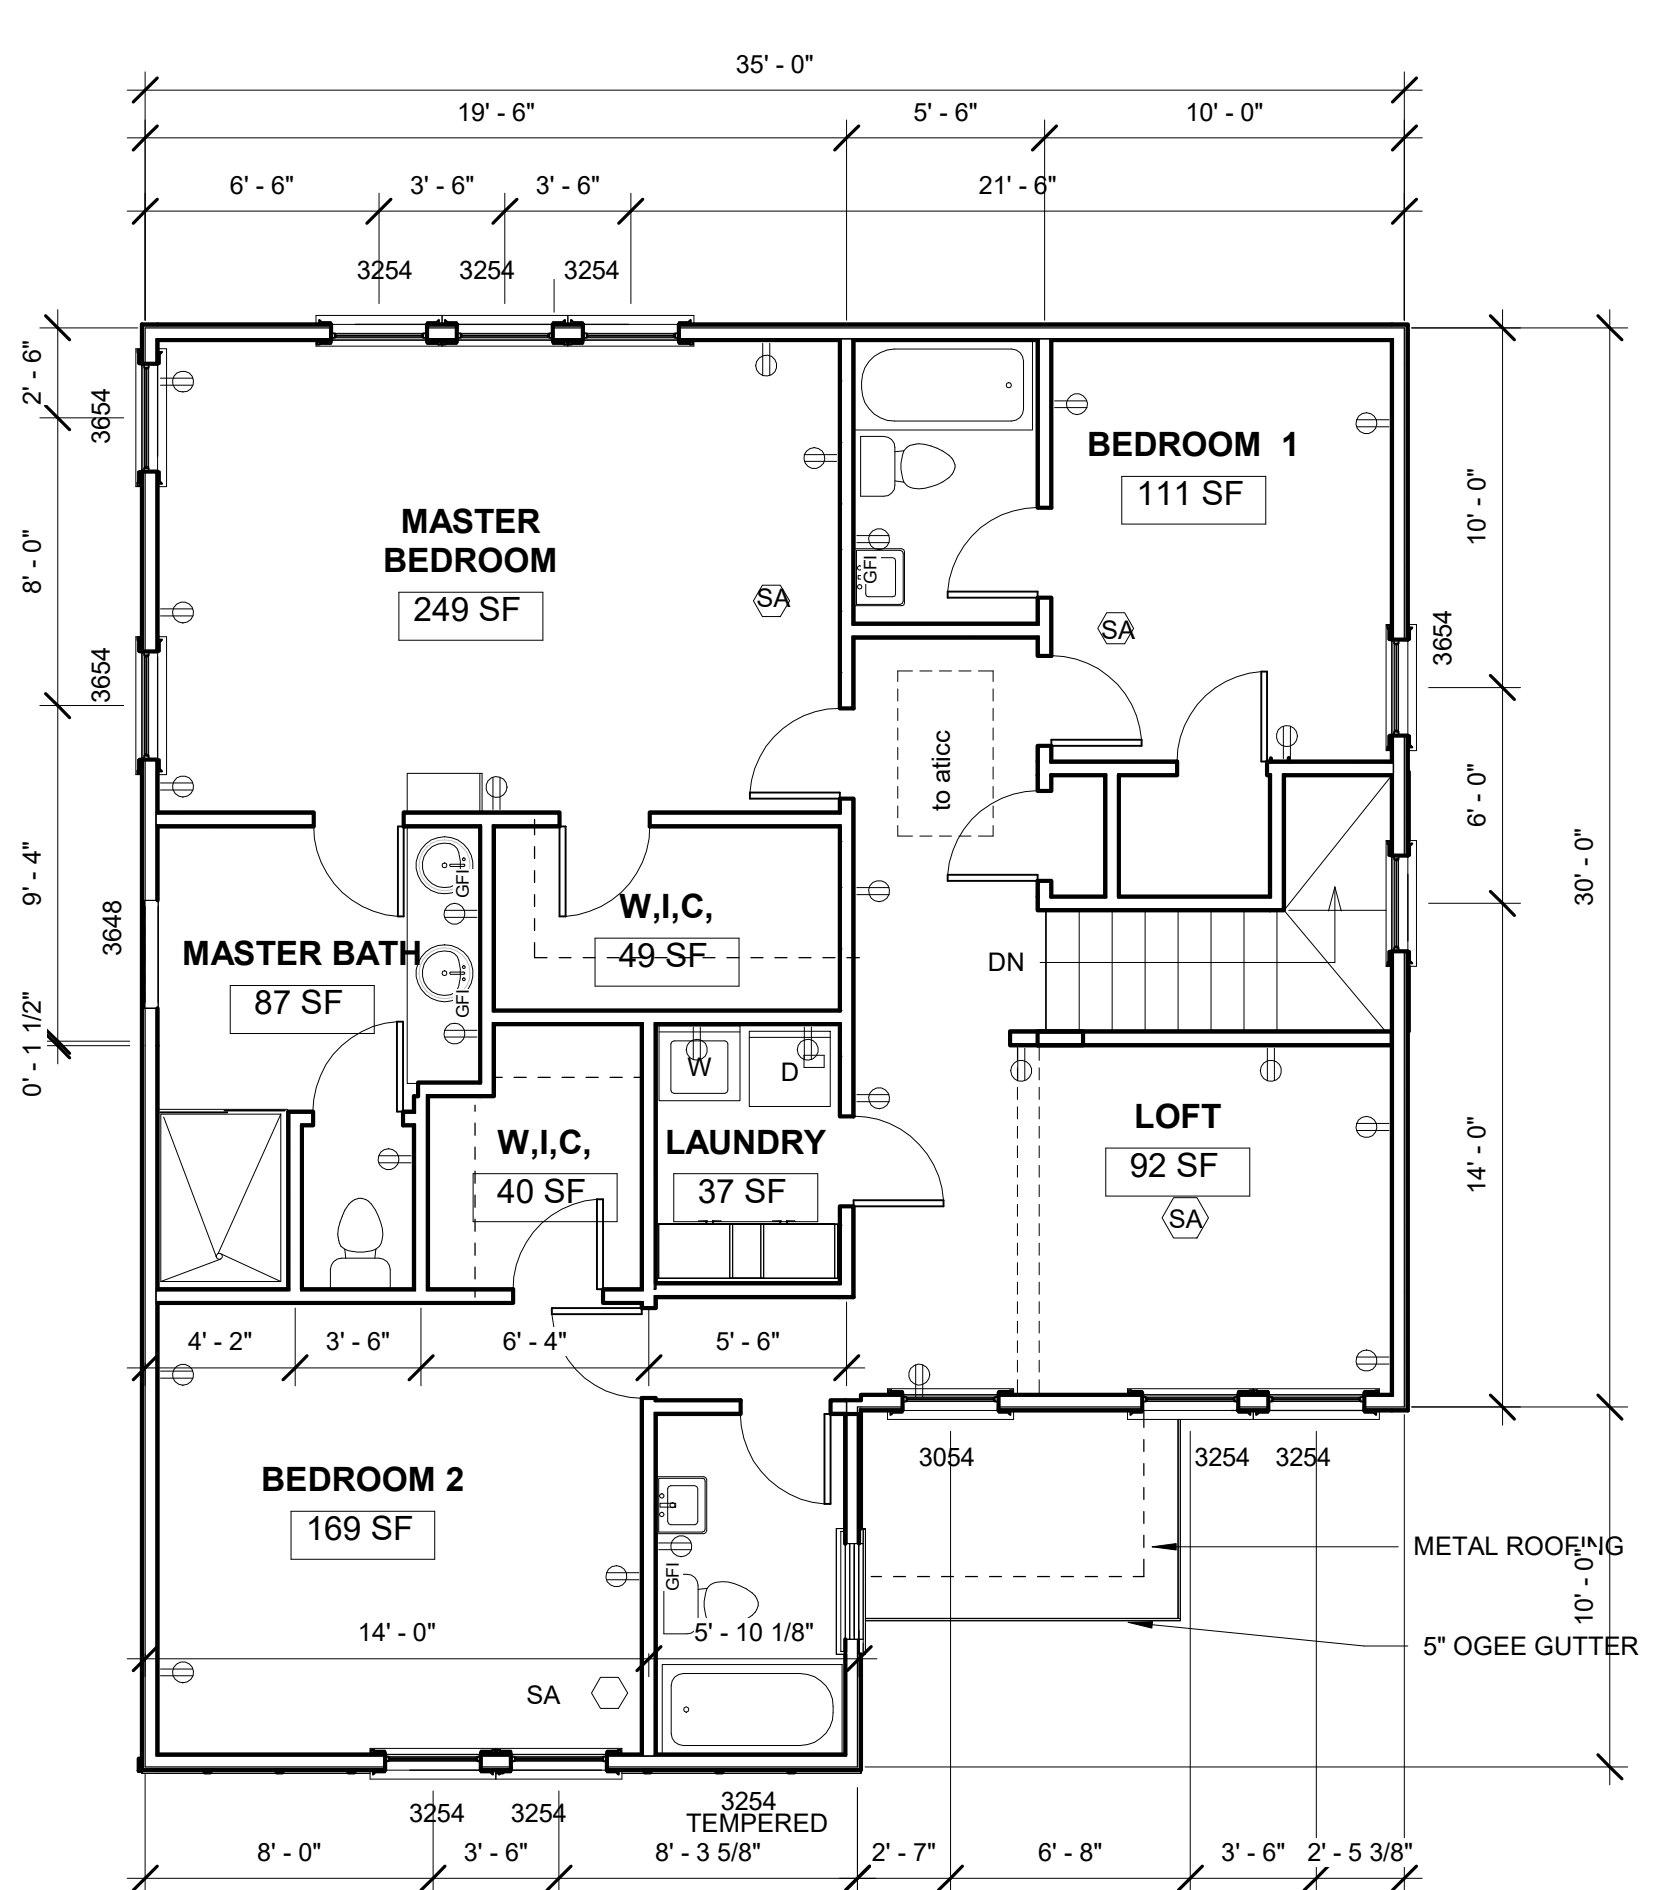 35' - 0"
19' - 6"
5' - 6"
10' - 0"
6' - 6"
3' - 6"
3' - 6"
21' - 6"
3254
3254
3254
2' - 6"
3654
8' - 0"
3654
9' - 4"
3648
0' - 1 1/2"
MASTER
BEDROOM
249 SF
SA
GFI
BEDROOM 1
111 SF
SA
3654
10' - 0"
6' - 0"
30' - 0"
14' - 0"
to aticc
GFI
GFI
MASTER BATH
87 SF
W,I,C,
49 SF
DN
W
D
W,I,C,
40 SF
LAUNDRY
37 SF
LOFT
92 SF
SA
4' - 2"
3' - 6"
6' - 4"
5' - 6"
BEDROOM 2
169 SF
GFI
14' - 0"
5' - 10 1/8"
SA
3054
3254
3254
METAL ROOFING
10' - 0"
5" OGEE GUTTER
3254
3254
3254
TEMPERED
8' - 0"
3' - 6"
8' - 3 5/8"
2' - 7"
6' - 8"
3' - 6"
2' - 5 3/8"